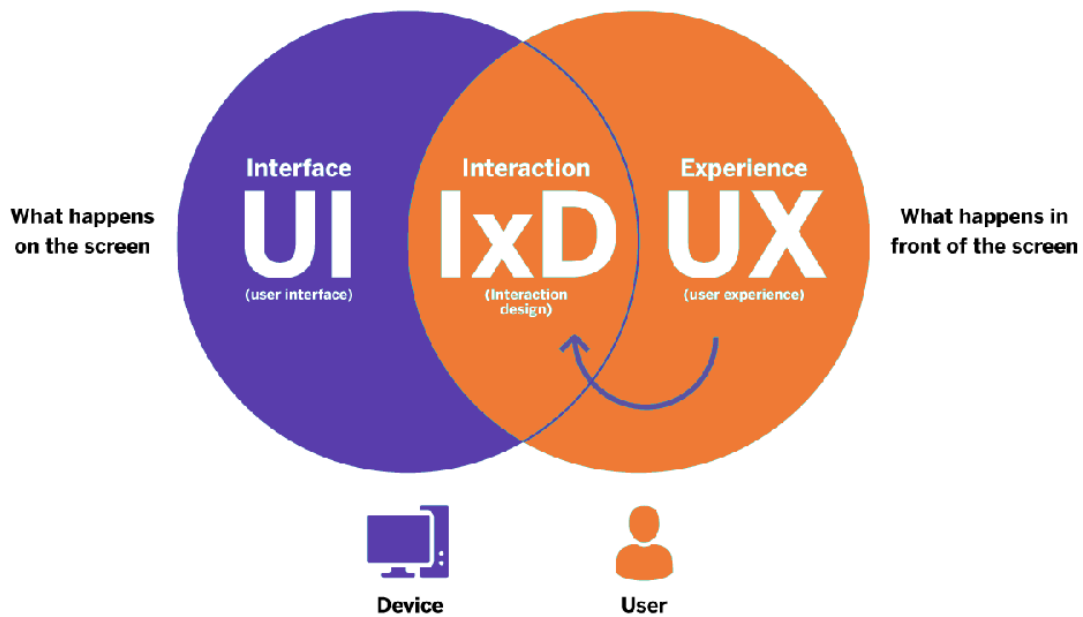 Interface
UI
(user interface)
Interaction
IxD
(Interaction
design)
Experience
UX
(user experience)
What happens
on the screen
What happens in
front of the screen
Device
User